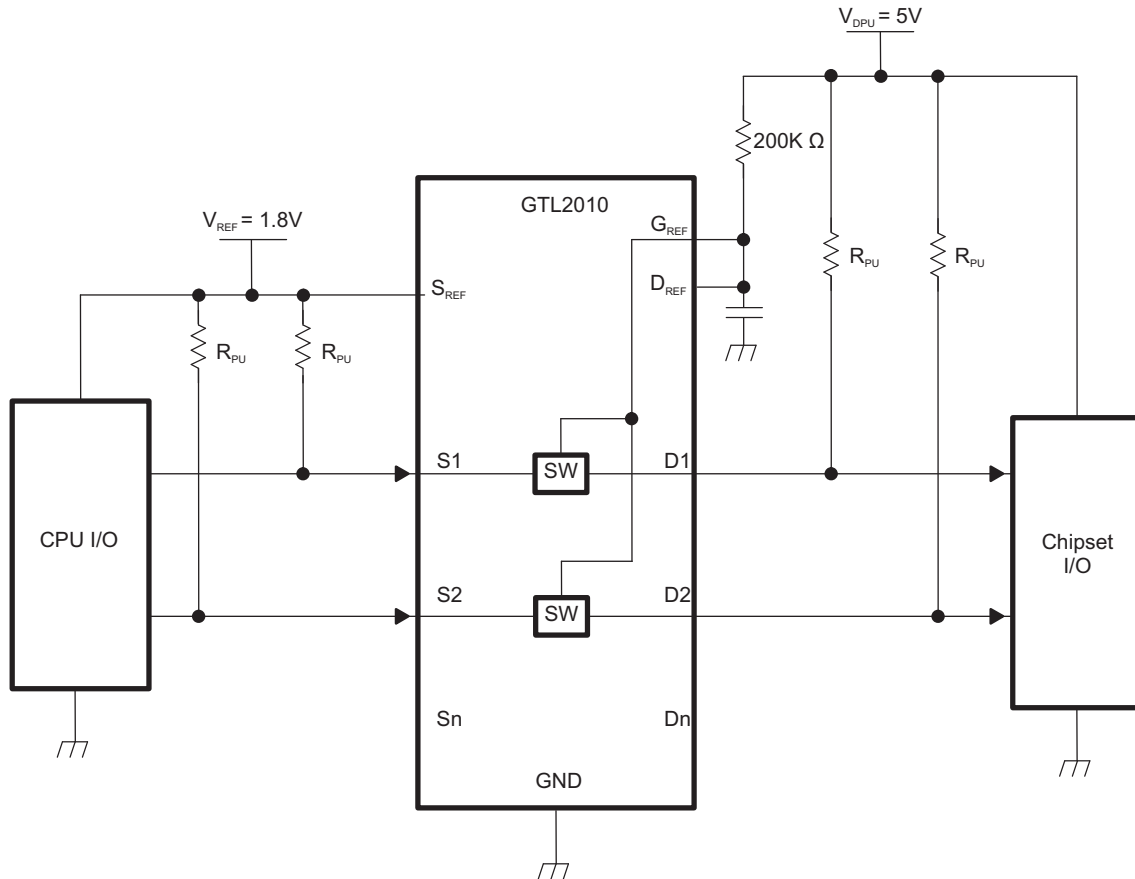 V_DPU = 5V
200K Ω
GTL2010
V_REF = 1.8V
G_REF
R_PU
R_PU
D_REF
S_REF
R_PU
R_PU
S1
SW
D1
CPU I/O
Chipset
I/O
S2
SW
D2
Sn
Dn
GND